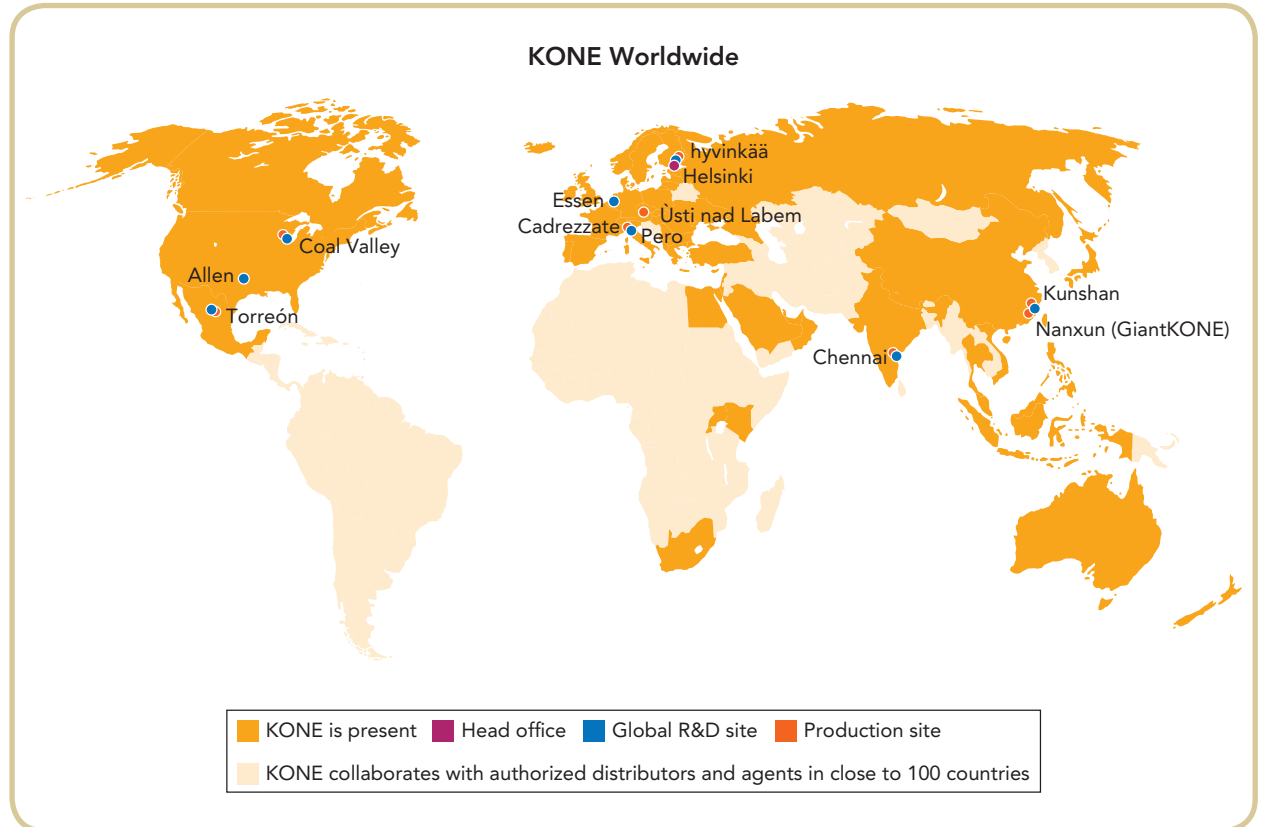 KONE Worldwide
hyvinkää
Helsinki
Essen
Ùsti nad Labem
Cadrezzate
Pero
Coal Valley
Allen
Torreón
Kunshan
Nanxun (GiantKONE)
Chennai
KONE is present Head office Global R&D site Production site
KONE collaborates with authorized distributors and agents in close to 100 countries